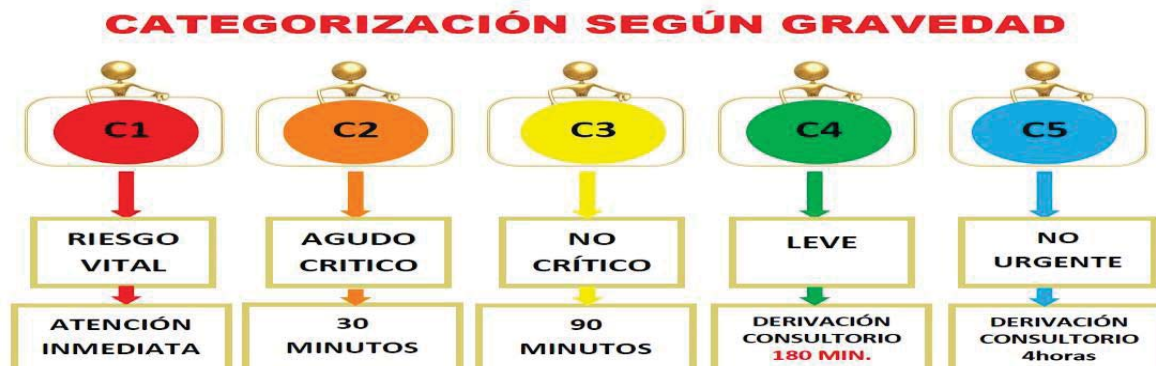 CATEGORIZACIÓN SEGÚN GRAVEDAD
C1
C2
C3
C4
C5
RIESGO
VITAL
AGUDO
CRITICO
NO
CRÍTICO
LEVE
NO
URGENTE
ATENCIÓN
INMEDIATA
30
MINUTOS
90
MINUTOS
DERIVACIÓN
CONSULTORIO
180 MIN.
DERIVACIÓN
CONSULTORIO
4horas